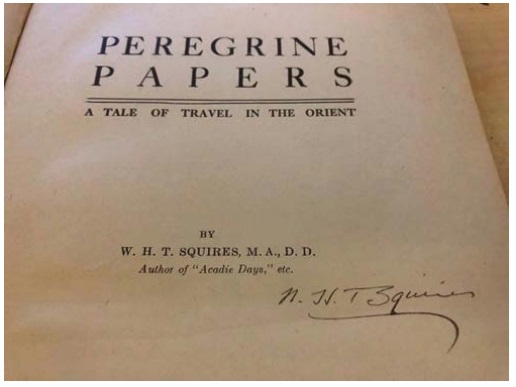 PEREGRINE
PAPERS
A TALE OF TRAVEL IN THE ORIENT
BY
W. H. T. SQUIRES, M. A., D. D.
Author of "Acadie Days," etc.
W. H. T Squires